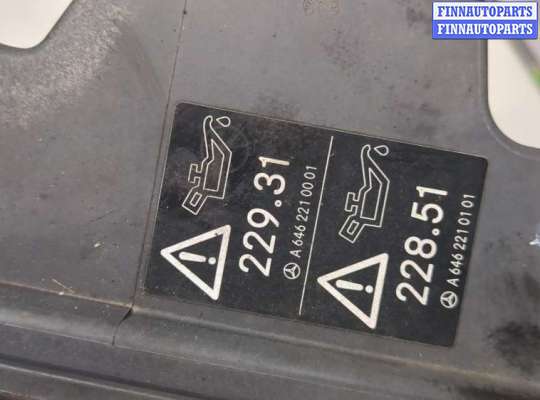 FINNAUTOPARTS
FINNAUTOPARTS
229.31
A 646 221 00 01
228.51
A 646 221 01 01